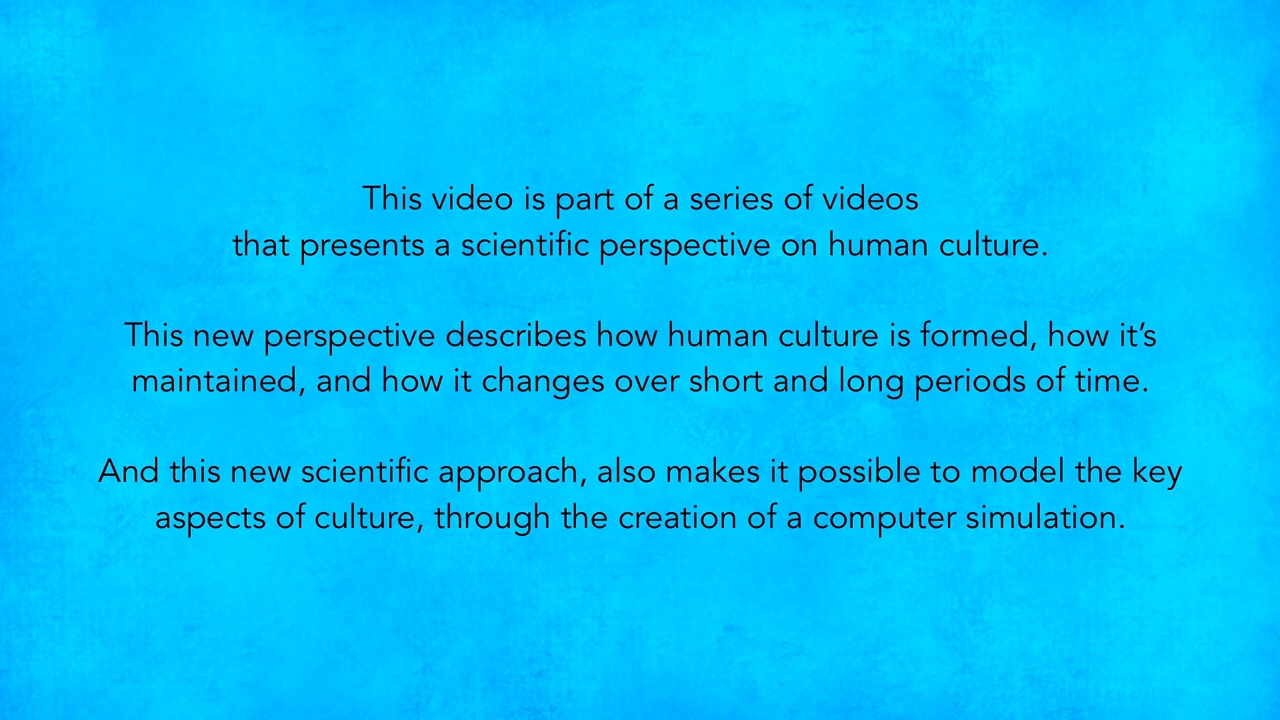 This video is part of a series of videos
that presents a scientific perspective on human culture.
This new perspective describes how human culture is formed, how it’s
maintained, and how it changes over short and long periods of time.
And this new scientific approach, also makes it possible to model the key
aspects of culture, through the creation of a computer simulation.